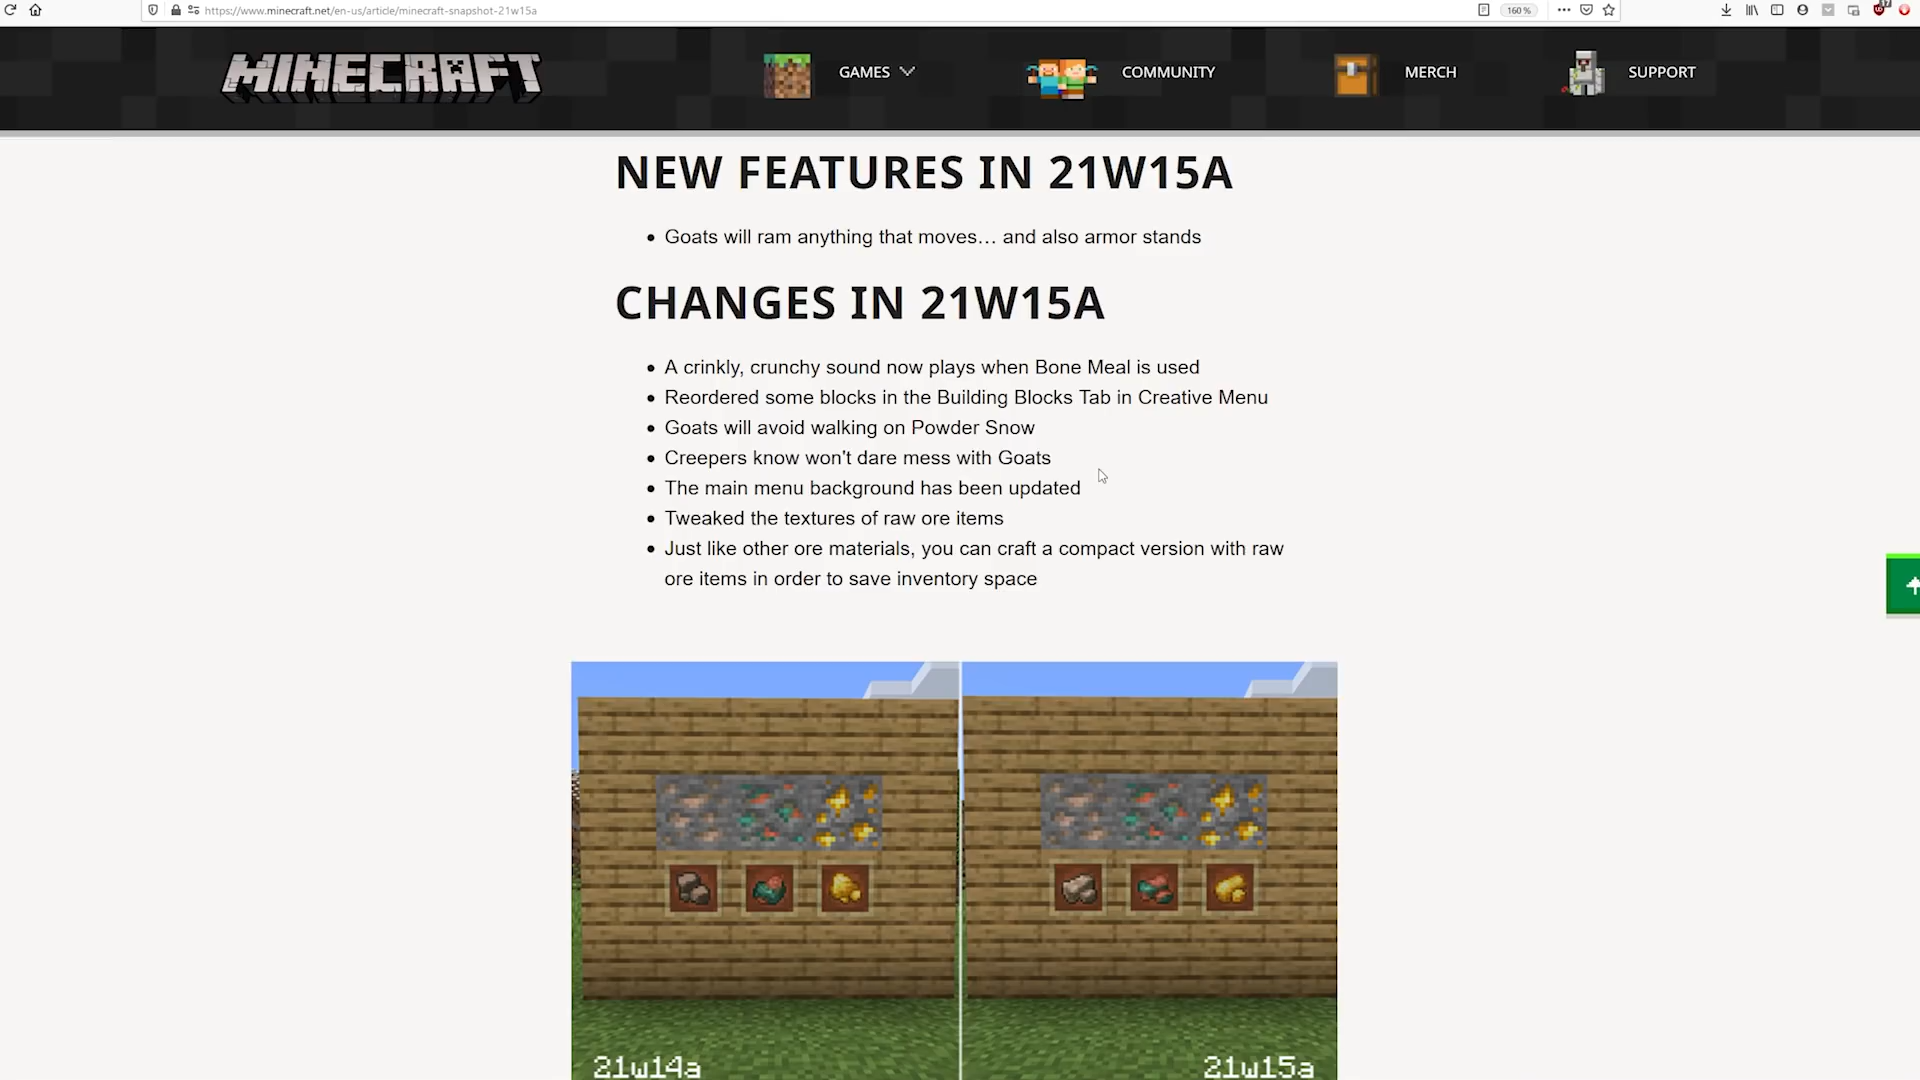 https://www.minecraft.net/en-us/article/minecraft-snapshot-21w15a
160 %
17
MINECRAFT
GAMES
COMMUNITY
MERCH
SUPPORT
NEW FEATURES IN 21W15A
• Goats will ram anything that moves… and also armor stands
CHANGES IN 21W15A
• A crinkly, crunchy sound now plays when Bone Meal is used
• Reordered some blocks in the Building Blocks Tab in Creative Menu
• Goats will avoid walking on Powder Snow
• Creepers know won't dare mess with Goats
• The main menu background has been updated
• Tweaked the textures of raw ore items
• Just like other ore materials, you can craft a compact version with raw
ore items in order to save inventory space
21w14a
21w15a